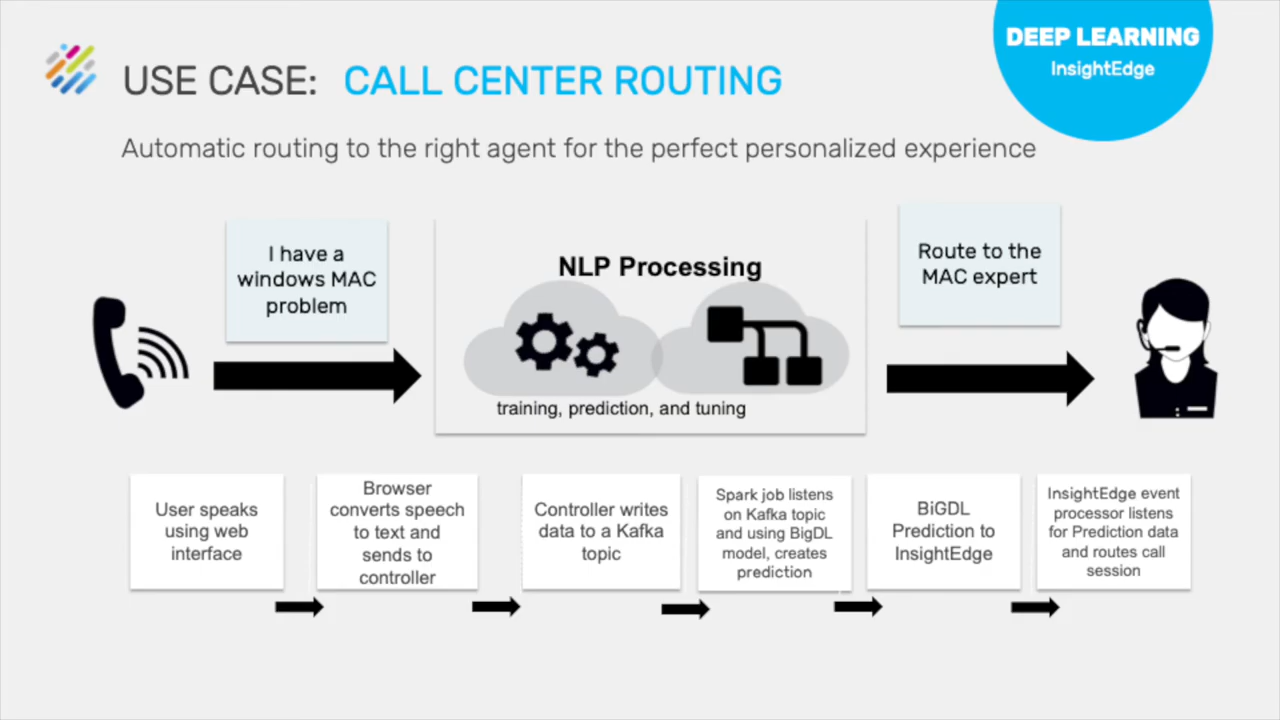 DEEP LEARNING
InsightEdge
USE CASE: CALL CENTER ROUTING
Automatic routing to the right agent for the perfect personalized experience
I have a
windows MAC
problem
NLP Processing
training, prediction, and tuning
Route to the
MAC expert
User speaks
using web
interface
Browser
converts speech
to text and
sends to
controller
Controller writes
data to a Kafka
topic
Spark job listens
on Kafka topic
and using BigDL
model, creates
prediction
BiGDL
Prediction to
InsightEdge
InsightEdge event
processor listens
for Prediction data
and routes call
session